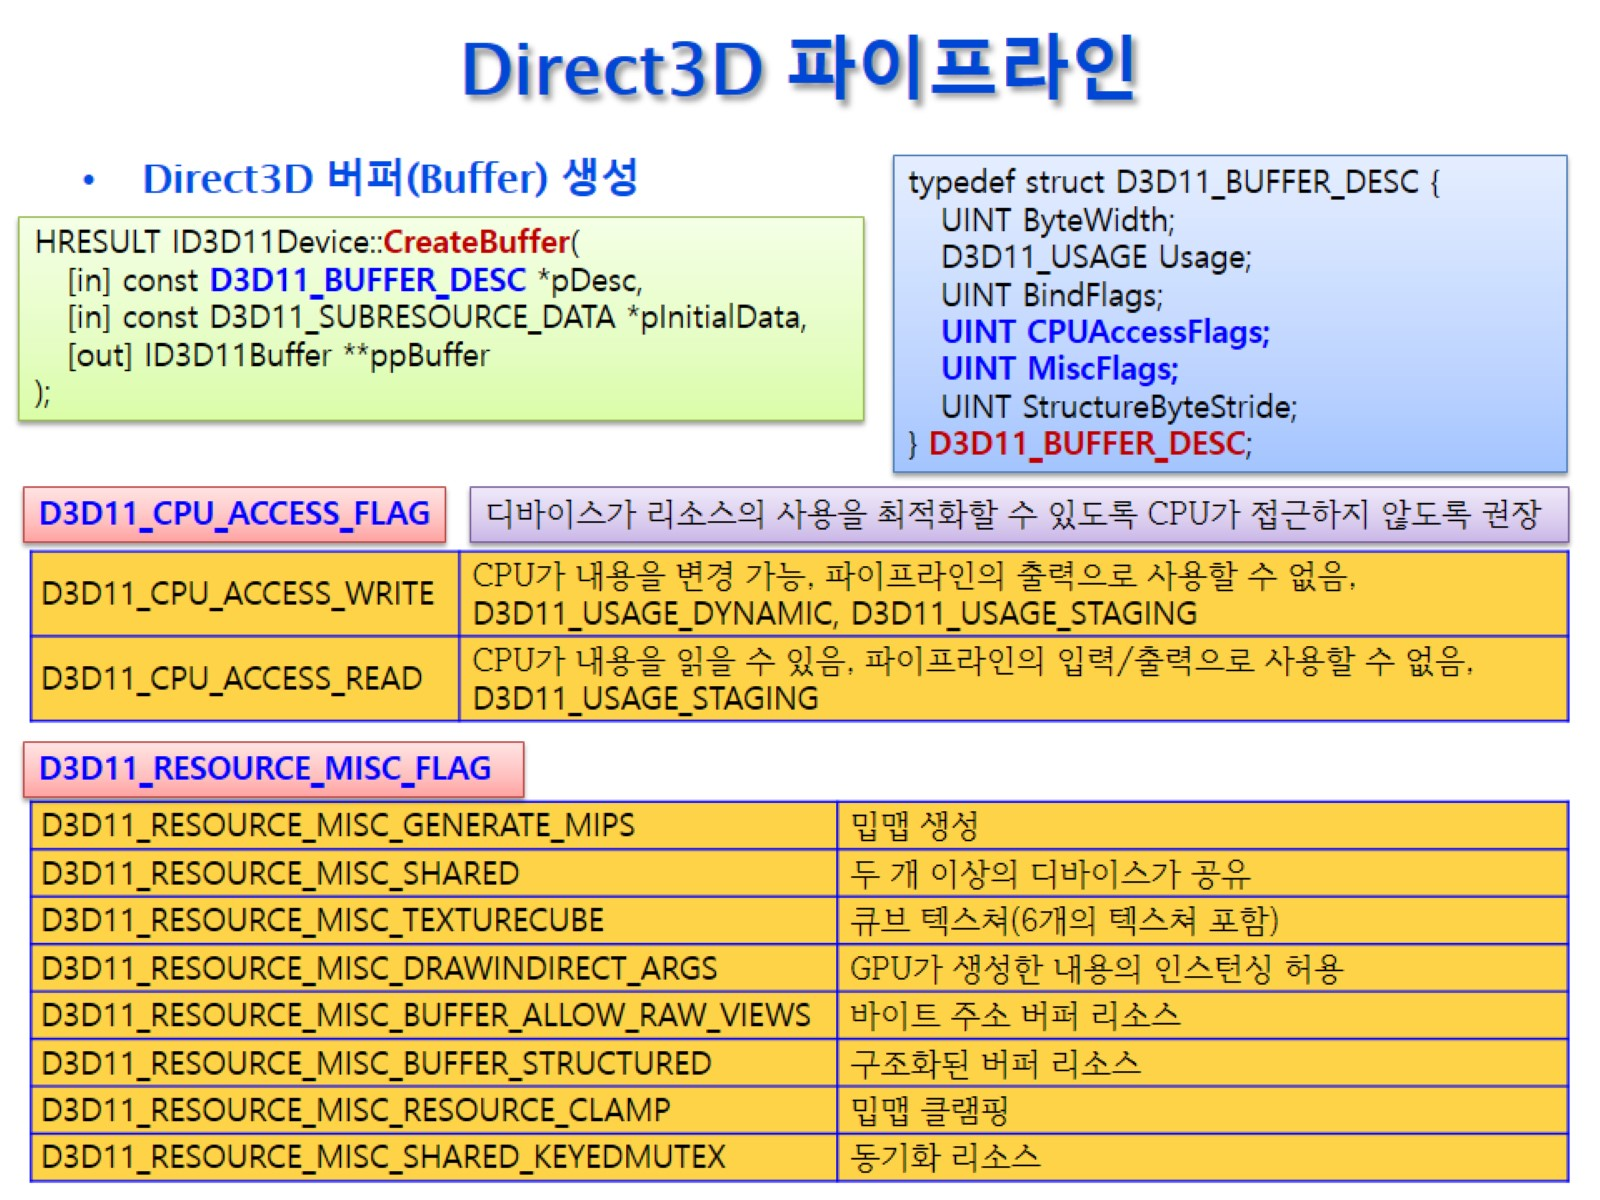 Direct3D 파이프라인
• Direct3D 버퍼(Buffer) 생성
HRESULT ID3D11Device::CreateBuffer(
[in] const D3D11_BUFFER_DESC *pDesc,
[in] const D3D11_SUBRESOURCE_DATA *pInitialData,
[out] ID3D11Buffer **ppBuffer
);
typedef struct D3D11_BUFFER_DESC {
UINT ByteWidth;
D3D11_USAGE Usage;
UINT BindFlags;
UINT CPUAccessFlags;
UINT MiscFlags;
UINT StructureByteStride;
} D3D11_BUFFER_DESC;
D3D11_CPU_ACCESS_FLAG
디바이스가 리소스의 사용을 최적화할 수 있도록 CPU가 접근하지 않도록 권장
D3D11_CPU_ACCESS_WRITE
CPU가 내용을 변경 가능, 파이프라인의 출력으로 사용할 수 없음,
D3D11_USAGE_DYNAMIC, D3D11_USAGE_STAGING
D3D11_CPU_ACCESS_READ
CPU가 내용을 읽을 수 있음, 파이프라인의 입력/출력으로 사용할 수 없음,
D3D11_USAGE_STAGING
D3D11_RESOURCE_MISC_FLAG
D3D11_RESOURCE_MISC_GENERATE_MIPS 밉맵 생성
D3D11_RESOURCE_MISC_SHARED 두 개 이상의 디바이스가 공유
D3D11_RESOURCE_MISC_TEXTURECUBE 큐브 텍스쳐(6개의 텍스쳐 포함)
D3D11_RESOURCE_MISC_DRAWINDIRECT_ARGS GPU가 생성한 내용의 인스턴싱 허용
D3D11_RESOURCE_MISC_BUFFER_ALLOW_RAW_VIEWS 바이트 주소 버퍼 리소스
D3D11_RESOURCE_MISC_BUFFER_STRUCTURED 구조화된 버퍼 리소스
D3D11_RESOURCE_MISC_RESOURCE_CLAMP 밉맵 클램핑
D3D11_RESOURCE_MISC_SHARED_KEYEDMUTEX 동기화 리소스